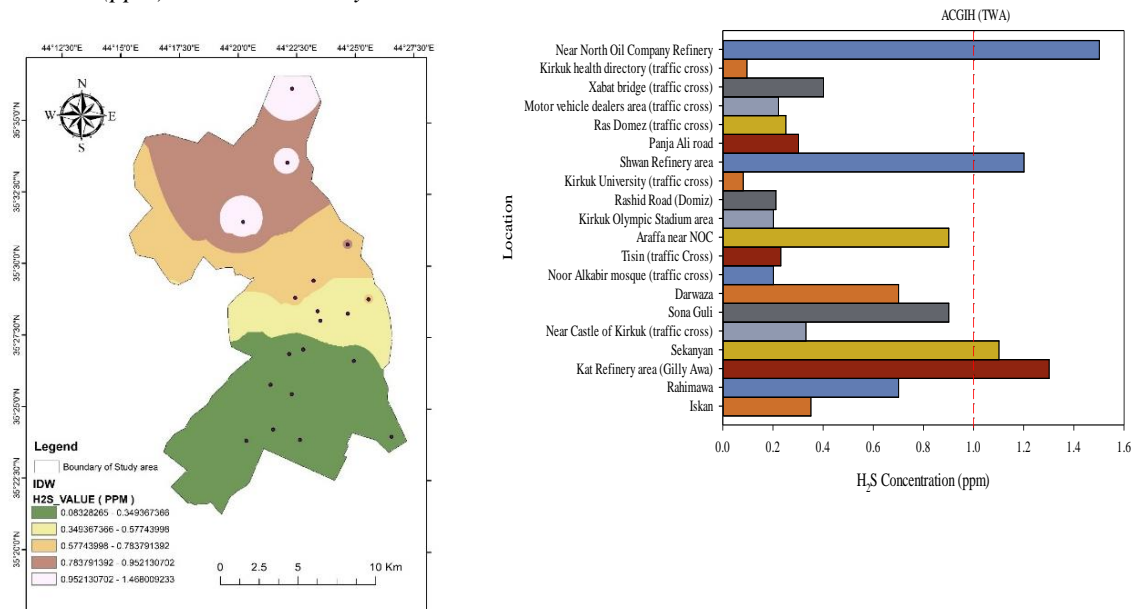 44°12'30"E 44°15'0"E 44°17'30"E 44°20'0"E 44°22'30"E 44°25'0"E 44°27'30"E
N
W E
S
35°35'0"N
35°32'30"N
35°30'0"N
35°27'30"N
35°25'0"N
35°22'30"N
35°20'0"N
Legend
Boundary of Study area
IDW
H2S_VALUE ( PPM )
0.08328265 - 0.349367366
0.349367366 - 0.57743998
0.57743998 - 0.783791392
0.783791392 - 0.952130702
0.952130702 - 1.468009233
0 2.5 5 10 Km
ACGIH (TWA)
Location
Near North Oil Company Refinery
Kirkuk health directory (traffic cross)
Xabat bridge (traffic cross)
Motor vehicle dealers area (traffic cross)
Ras Domez (traffic cross)
Panja Ali road
Shwan Refinery area
Kirkuk University (traffic cross)
Rashid Road (Domiz)
Kirkuk Olympic Stadium area
Araffa near NOC
Tisin (traffic Cross)
Noor Alkabir mosque (traffic cross)
Darwaza
Sona Guli
Near Castle of Kirkuk (traffic cross)
Sekanyan
Kat Refinery area (Gilly Awa)
Rahimawa
Iskan
0.0 0.2 0.4 0.6 0.8 1.0 1.2 1.4 1.6
H₂S Concentration (ppm)